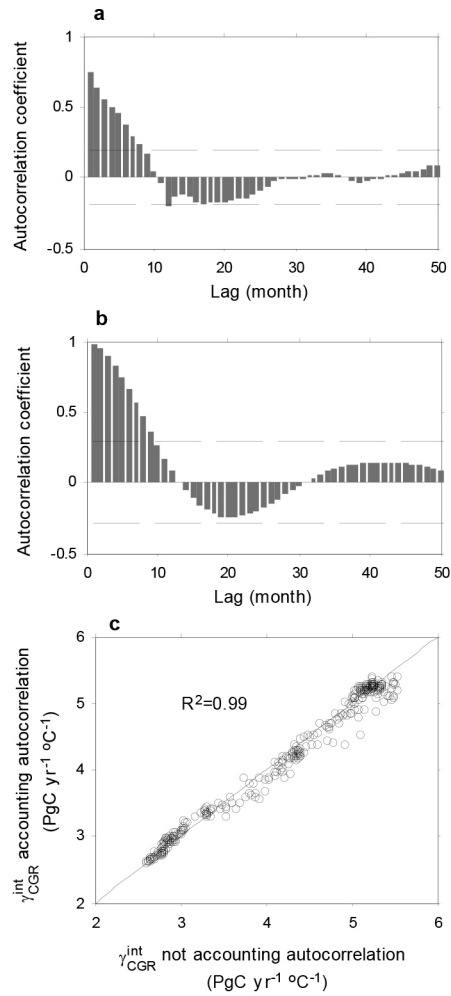 a
Autocorrelation coefficient
1
0.5
0
-0.5
0 10 20 30 40 50
Lag (month)
b
Autocorrelation coefficient
1
0.5
0
-0.5
0 10 20 30 40 50
Lag (month)
c
γ^int_CGR accounting autocorrelation
(PgC yr⁻¹ ºC⁻¹)
6
5
4
3
2
R²=0.99
2 3 4 5 6
γ^int_CGR not accounting autocorrelation
(PgC yr⁻¹ ºC⁻¹)